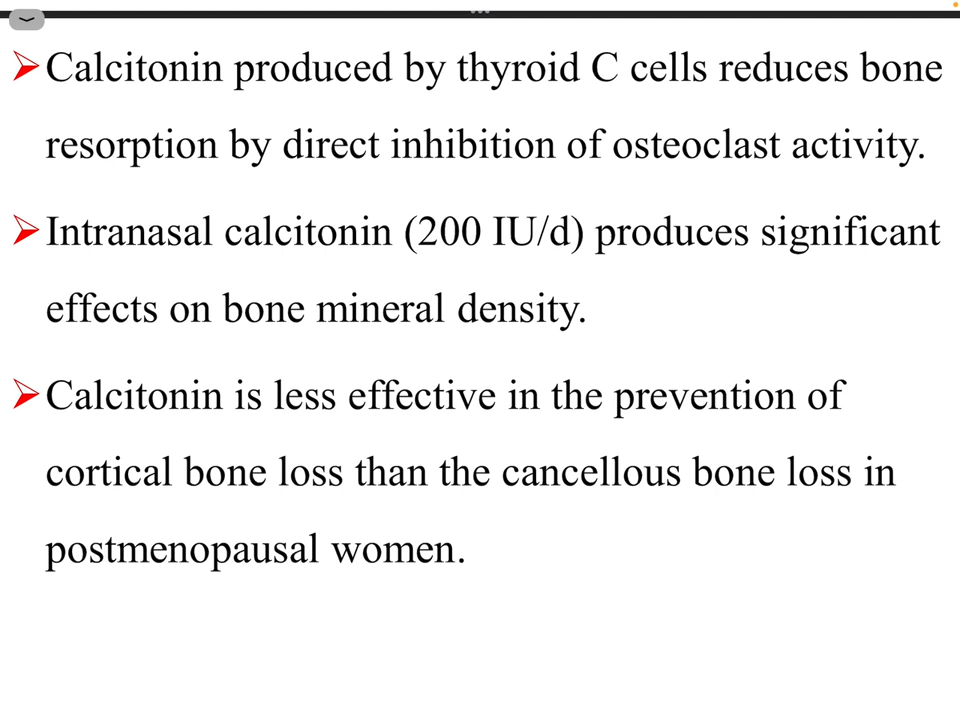 Calcitonin produced by thyroid C cells reduces bone
resorption by direct inhibition of osteoclast activity.
Intranasal calcitonin (200 IU/d) produces significant
effects on bone mineral density.
Calcitonin is less effective in the prevention of
cortical bone loss than the cancellous bone loss in
postmenopausal women.